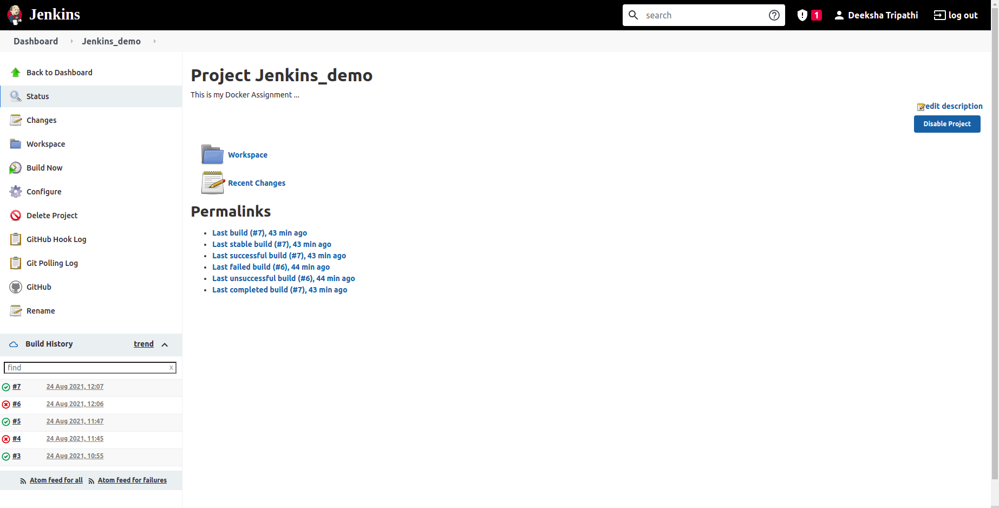 Jenkins
search
1
Deeksha Tripathi
log out
Dashboard
Jenkins_demo
Back to Dashboard
Status
Changes
Workspace
Build Now
Configure
Delete Project
GitHub Hook Log
Git Polling Log
GitHub
Rename
Build History
trend
find
x
#7 24 Aug 2021, 12:07
#6 24 Aug 2021, 12:06
#5 24 Aug 2021, 11:47
#4 24 Aug 2021, 11:45
#3 24 Aug 2021, 10:55
Atom feed for all
Atom feed for failures
Project Jenkins_demo
This is my Docker Assignment ...
edit description
Disable Project
Workspace
Recent Changes
Permalinks
Last build (#7), 43 min ago
Last stable build (#7), 43 min ago
Last successful build (#7), 43 min ago
Last failed build (#6), 44 min ago
Last unsuccessful build (#6), 44 min ago
Last completed build (#7), 43 min ago